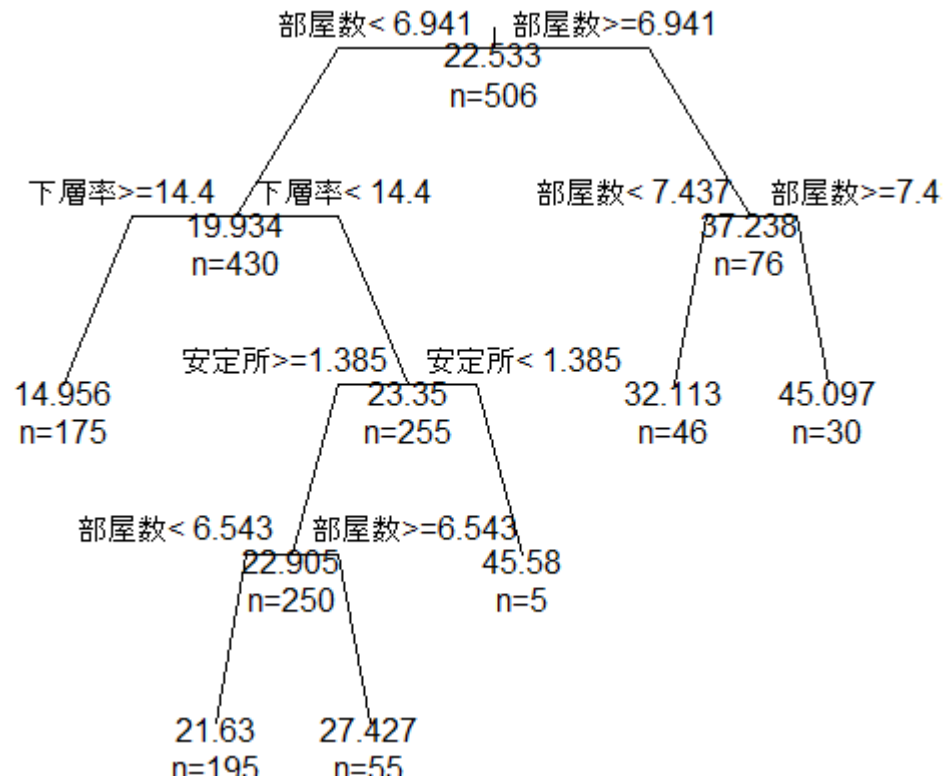 部屋数< 6.941 部屋数>=6.941
22.533
n=506
下層率>=14.4 下層率< 14.4
部屋数< 7.437 部屋数>=7.4
19.934
n=430
37.238
n=76
安定所>=1.385 安定所< 1.385
14.956
n=175
23.35
n=255
32.113
n=46
45.097
n=30
部屋数< 6.543 部屋数>=6.543
22.905
n=250
45.58
n=5
21.63
n=195
27.427
n=55